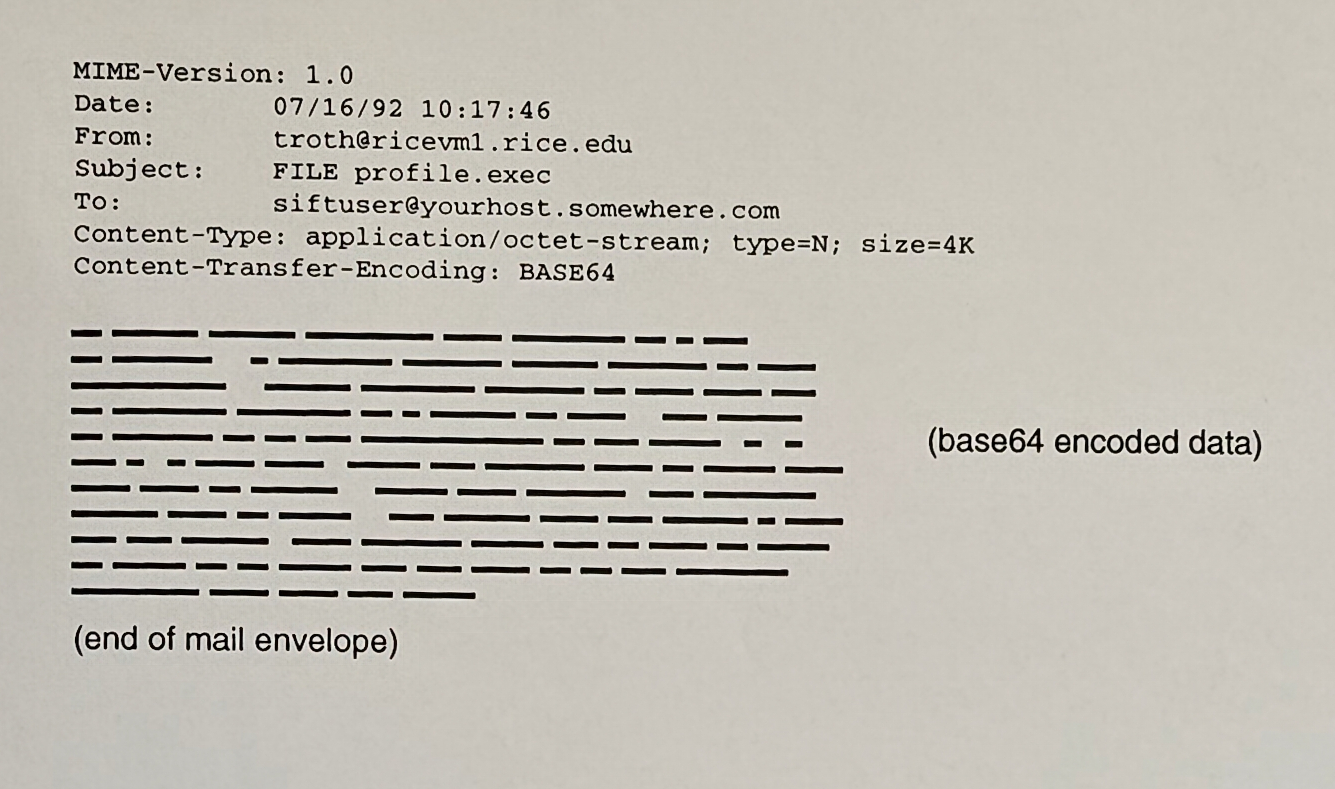 MIME-Version: 1.0
Date: 07/16/92 10:17:46
From: troth@ricevm1.rice.edu
Subject: FILE profile.exec
To: siftuser@yourhost.somewhere.com
Content-Type: application/octet-stream; type=N; size=4K
Content-Transfer-Encoding: BASE64
(base64 encoded data)
(end of mail envelope)